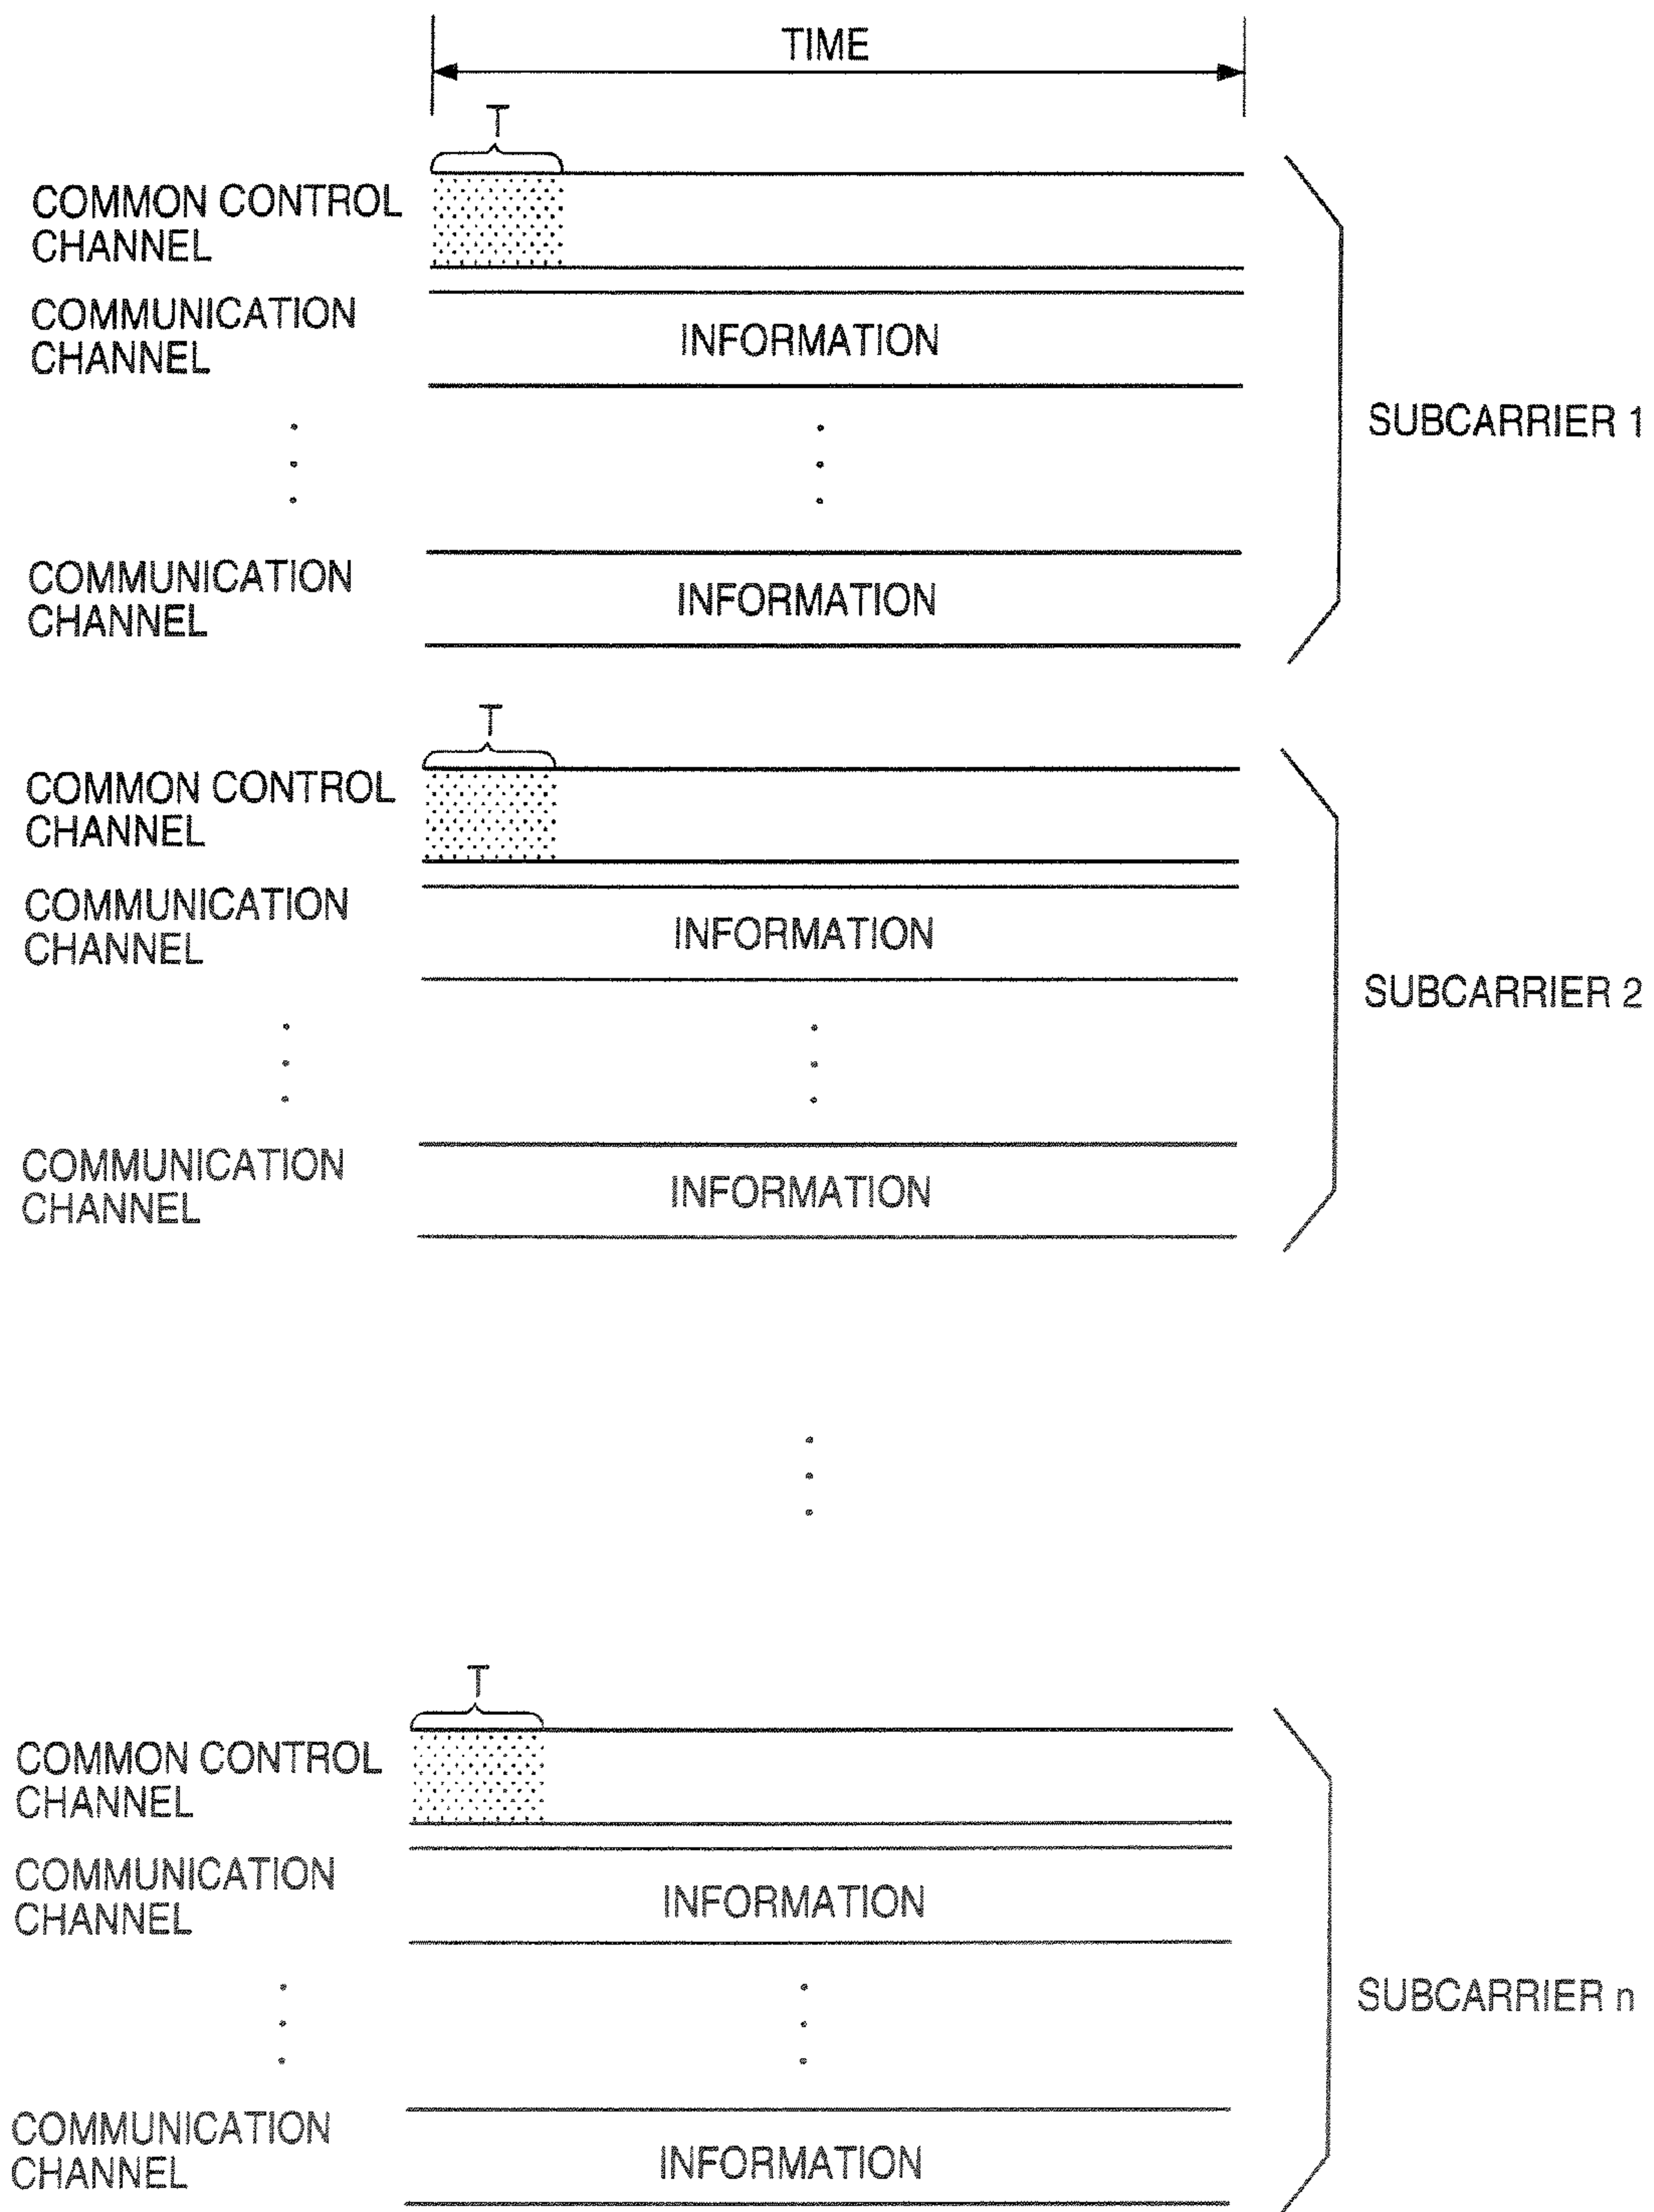 TIME
T
COMMON CONTROL
CHANNEL
COMMUNICATION
CHANNEL
INFORMATION
SUBCARRIER 1
COMMUNICATION
CHANNEL
INFORMATION
T
COMMON CONTROL
CHANNEL
COMMUNICATION
CHANNEL
INFORMATION
SUBCARRIER 2
COMMUNICATION
CHANNEL
INFORMATION
T
COMMON CONTROL
CHANNEL
COMMUNICATION
CHANNEL
INFORMATION
SUBCARRIER n
COMMUNICATION
CHANNEL
INFORMATION